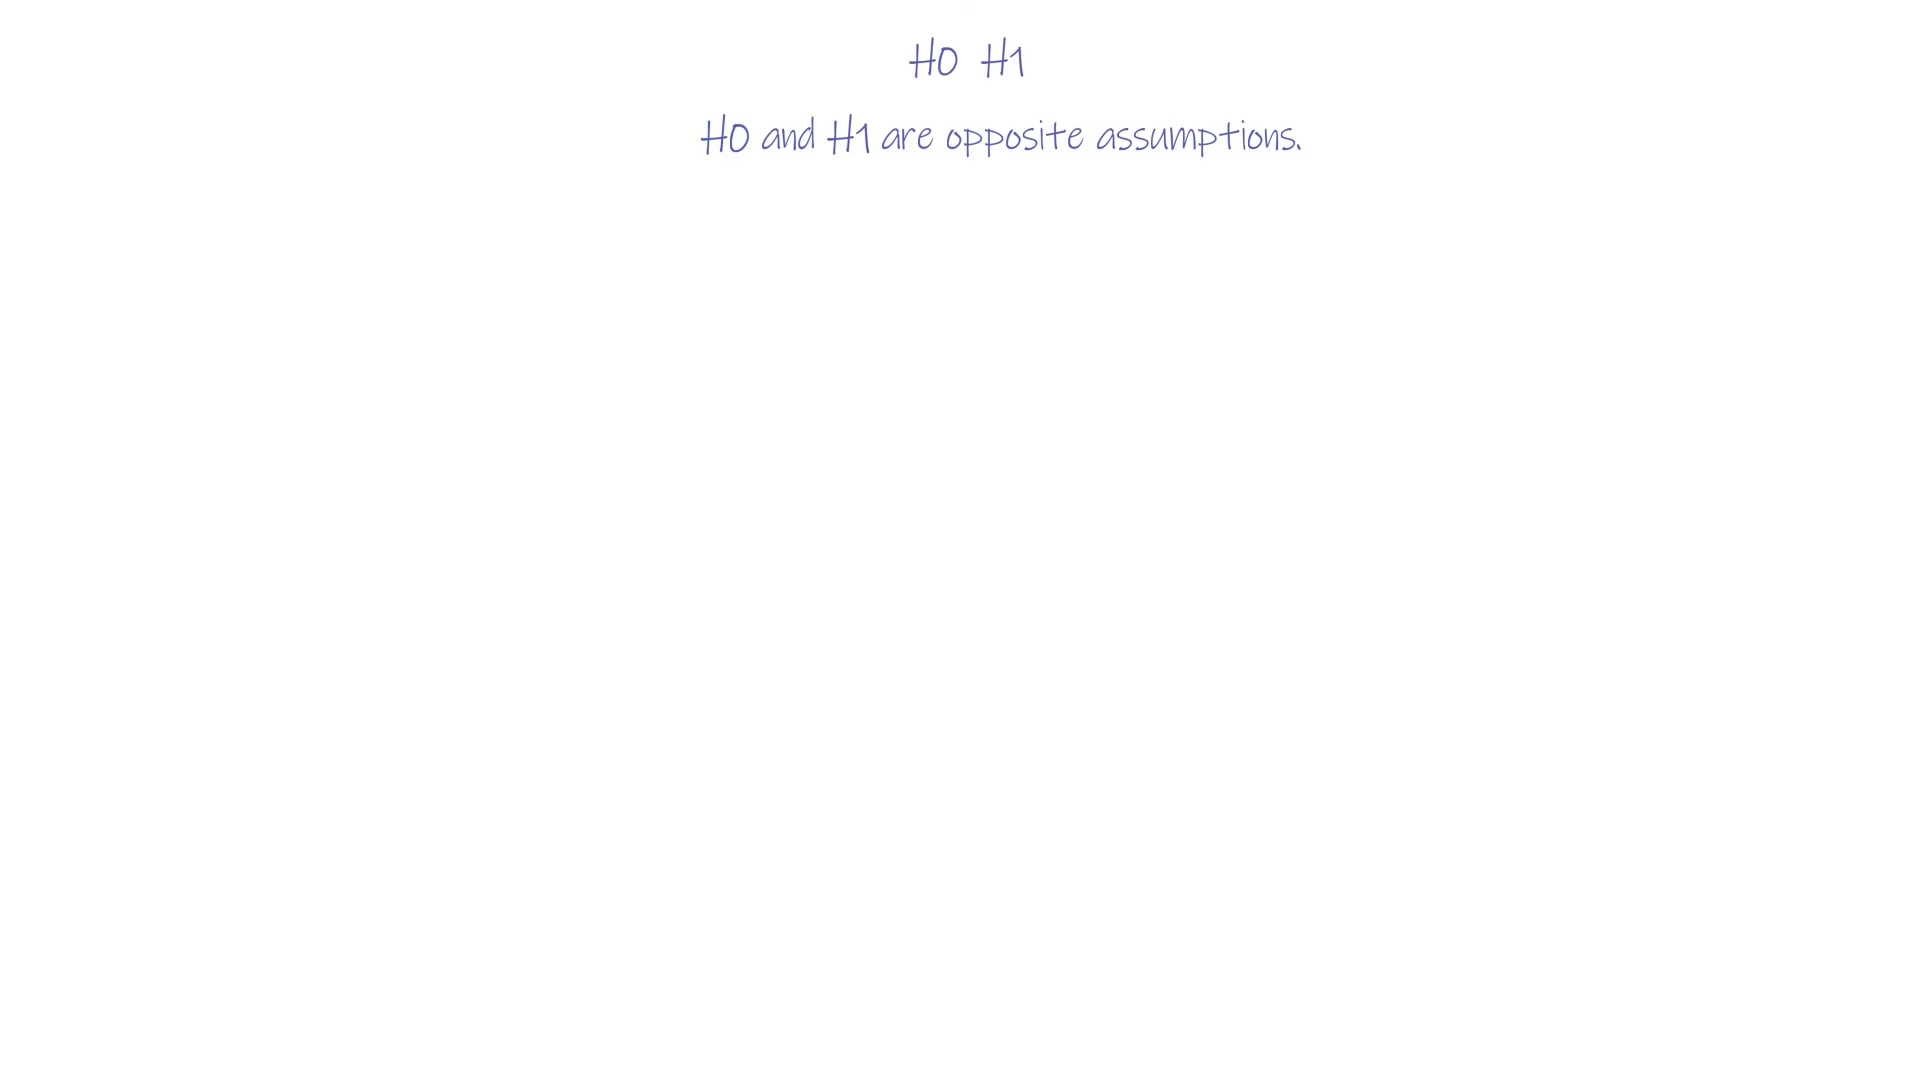 H0 H1
H0 and H1 are opposite assumptions.